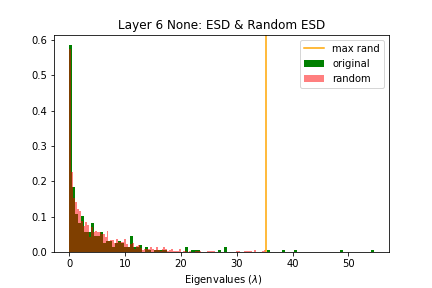 Layer 6 None: ESD & Random ESD
max rand
original
random
0.6
0.5
0.4
0.3
0.2
0.1
0.0
0 10 20 30 40 50
Eigenvalues (λ)